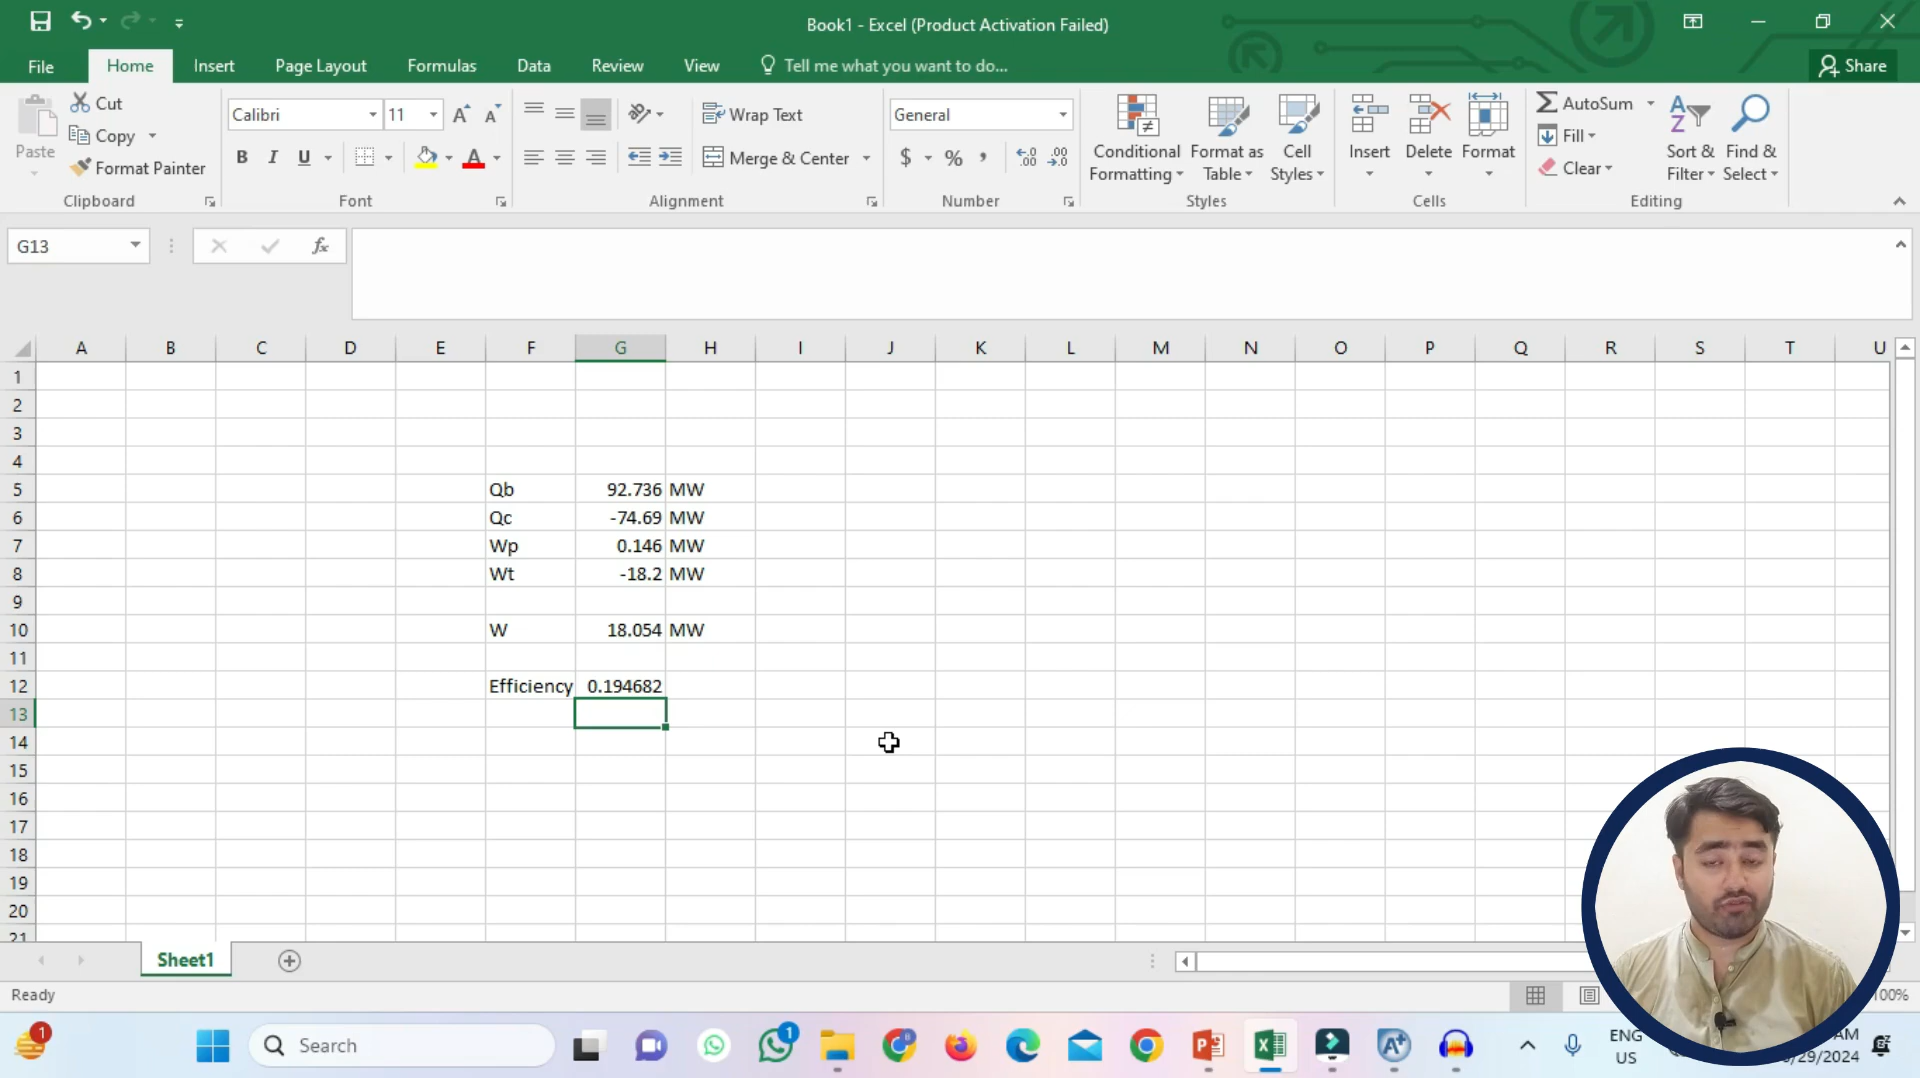 Book1 - Excel (Product Activation Failed)
File
Home
Insert
Page Layout
Formulas
Data
Review
View
Tell me what you want to do...
Share
Paste
Cut
Copy
Format Painter
Clipboard
Calibri
11
B I U
Font
Wrap Text
Merge & Center
Alignment
General
$ % ,
Number
Conditional Formatting
Format as Table
Cell Styles
Styles
Insert
Delete
Format
Cells
AutoSum
Fill
Clear
Sort & Filter
Find & Select
Editing
G13
fx
A B C D E F G H I J K L M N O P Q R S T U
1
2
3
4
5 Qb 92.736 MW
6 Qc -74.69 MW
7 Wp 0.146 MW
8 Wt -18.2 MW
9
10 W 18.054 MW
11
12 Efficiency 0.194682
13
14
15
16
17
18
19
20
21
Sheet1
Ready
100%
1
Search
1
ENG
US
AM
/29/2024